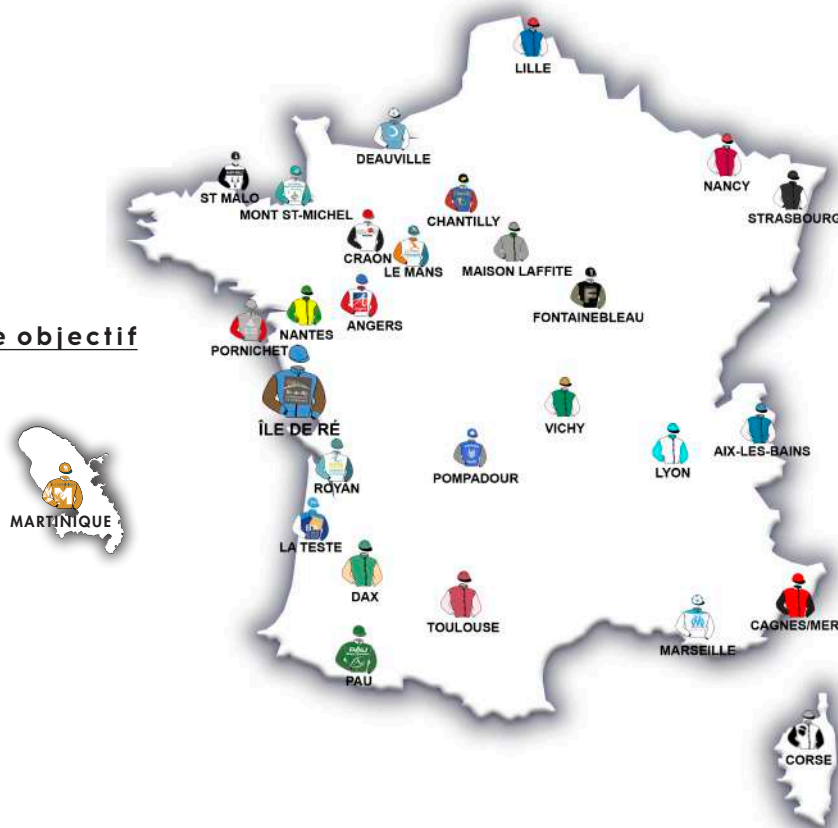 LILLE
DEAUVILLE
NANCY
ST MALO
MONT ST-MICHEL
CHANTILLY
STRASBOURG
CRAON
LE MANS
MAISON LAFFITE
FONTAINEBLEAU
ANGERS
NANTES
e objectif
PORNICHET
ÎLE DE RÉ
VICHY
AIX-LES-BAINS
LYON
POMPADOUR
ROYAN
MARTINIQUE
LA TESTE
DAX
TOULOUSE
CAGNES/MER
MARSEILLE
PAU
PAU
CORSE